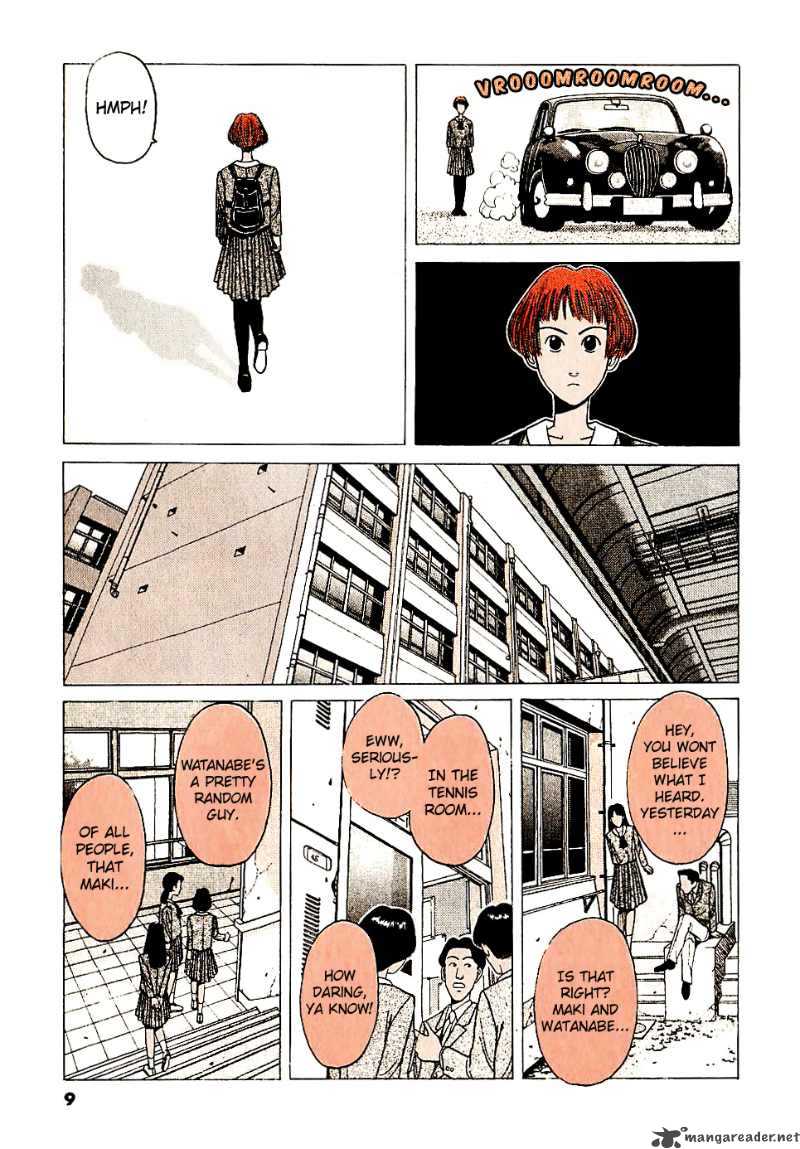 VROOOMROOMROOM...
HMPH!
HEY,
YOU WONT
BELIEVE
WHAT I
HEARD.
YESTERDAY
...
IS THAT
RIGHT?
MAKI AND
WATANABE...
EWW,
SERIOUS-
LY!?
IN THE
TENNIS
ROOM...
HOW
DARING,
YA KNOW!
WATANABE'S
A PRETTY
RANDOM
GUY.
OF ALL
PEOPLE,
THAT
MAKI...
9
mangareader.net